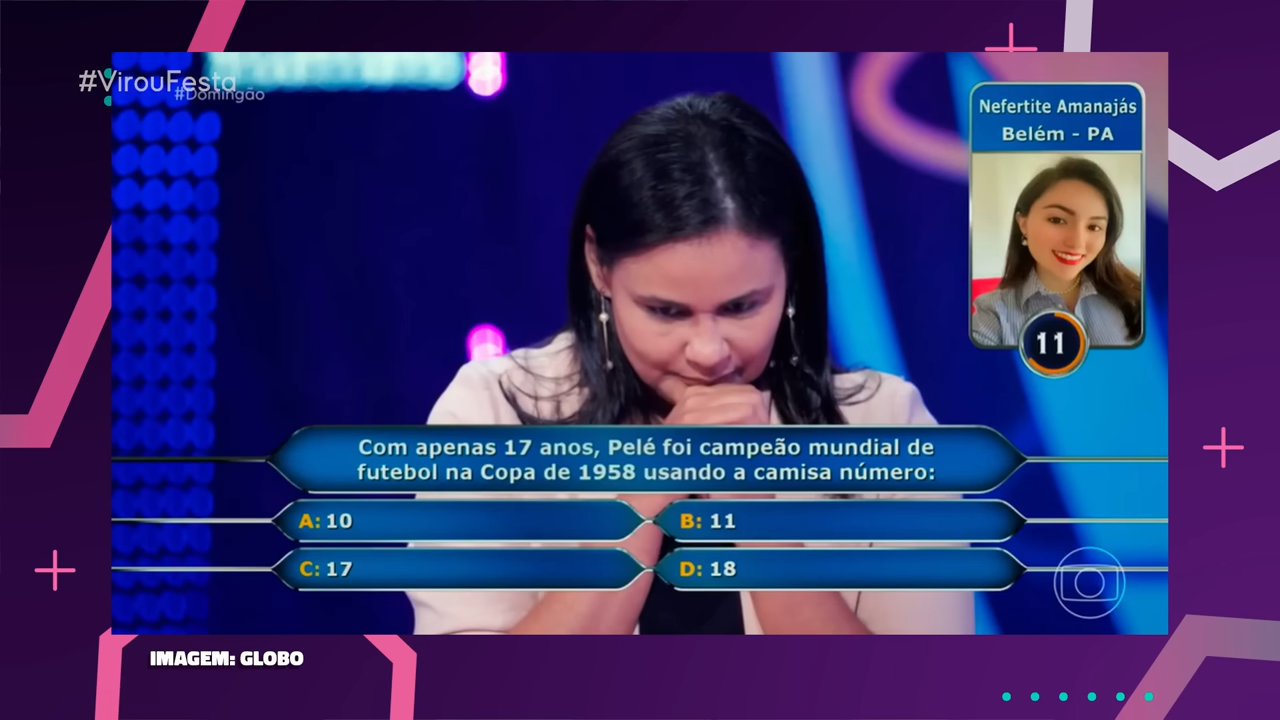 #VirouFesta
#Domingão
Nefertite Amanajás
Belém - PA
11
Com apenas 17 anos, Pelé foi campeão mundial de
futebol na Copa de 1958 usando a camisa número:
A: 10
B: 11
C: 17
D: 18
IMAGEM: GLOBO